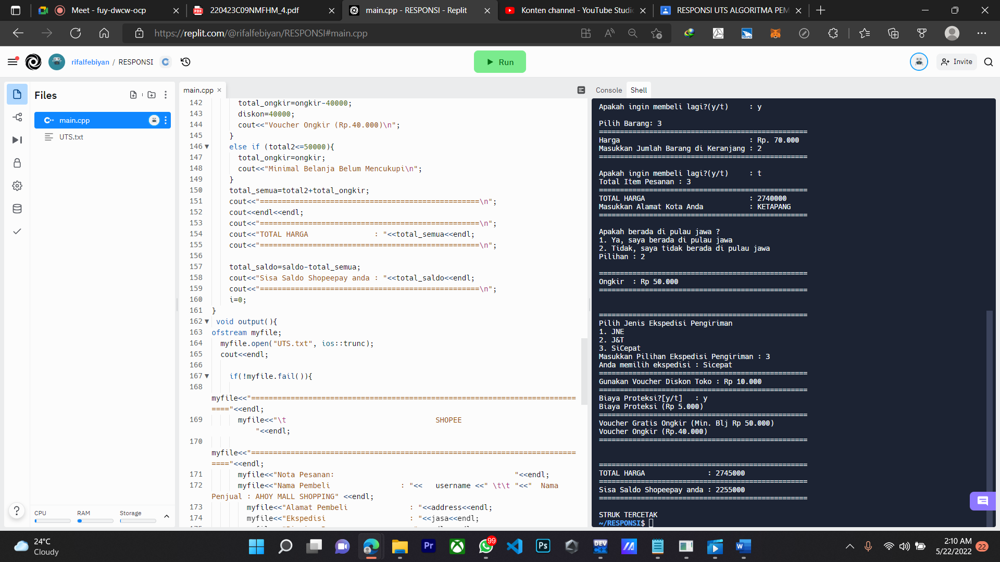 Meet - fuy-dwcw-ocp
220423C09NMFHM_4.pdf
main.cpp - RESPONSI - Replit
Konten channel - YouTube Studi
RESPONSI UTS ALGORITMA PEM
https://replit.com/@rifalfebiyan/RESPONSI#main.cpp
rifalfebiyan / RESPONSI
Run
Invite
Files
main.cpp
UTS.txt
CPU
RAM
Storage
main.cpp
142 total_ongkir=ongkir-40000;
143 diskon=40000;
144 cout<<"Voucher Ongkir (Rp.40.000)\n";
145 }
146 else if (total2<=50000){
147 total_ongkir=ongkir;
148 cout<<"Minimal Belanja Belum Mencukupi\n";
149 }
150 total_semua=total2+total_ongkir;
151 cout<<"==================================================\n";
152 cout<<endl<<endl;
153 cout<<"==================================================\n";
154 cout<<"TOTAL HARGA               : "<<total_semua<<endl;
155 cout<<"==================================================\n";
156
157 total_saldo=saldo-total_semua;
158 cout<<"Sisa Saldo Shopeepay anda : "<<total_saldo<<endl;
159 cout<<"==================================================\n";
160 i=0;
161 }
162 void output(){
163 ofstream myfile;
164 myfile.open("UTS.txt", ios::trunc);
165 cout<<endl;
166
167 if(!myfile.fail()){
168
myfile<<"==========================================================================
===="<<endl;
169 myfile<<"\t                                  SHOPEE
"<<endl;
170
myfile<<"==========================================================================
===="<<endl;
171 myfile<<"Nota Pesanan:                                         "<<endl;
172 myfile<<"Nama Pembeli                : "<<   username <<" \t\t "<<"  Nama
Penjual : AHOY MALL SHOPPING" <<endl;
173 myfile<<"Alamat Pembeli              : "<<address<<endl;
174 myfile<<"Ekspedisi                   : "<<jasa<<endl;
Console
Shell
Apakah ingin membeli lagi?(y/t)     : y
Pilih Barang: 3
==================================================
Harga                               : Rp. 70.000
Masukkan Jumlah Barang di Keranjang : 2
==================================================
Apakah ingin membeli lagi?(y/t)     : t
Total Item Pesanan : 3
==================================================
TOTAL HARGA                         : 2740000
Masukkan Alamat Kota Anda           : KETAPANG
==================================================
Apakah berada di pulau jawa ?
1. Ya, saya berada di pulau jawa
2. Tidak, saya tidak berada di pulau jawa
Pilihan : 2
==================================================
Ongkir  : Rp 50.000
==================================================
==================================================
Pilih Jenis Ekspedisi Pengiriman
1. JNE
2. J&T
3. SiCepat
Masukkan Pilihan Ekspedisi Pengiriman : 3
Anda memilih ekspedisi : Sicepat
==================================================
Gunakan Voucher Diskon Toko : Rp 10.000
==================================================
Biaya Proteksi?[y/t]   : y
Biaya Proteksi (Rp 5.000)
==================================================
Voucher Gratis Ongkir (Min. Blj Rp 50.000)
Voucher Ongkir (Rp.40.000)
==================================================
==================================================
TOTAL HARGA               : 2745000
==================================================
Sisa Saldo Shopeepay anda : 2255000
==================================================
STRUK TERCETAK
~/RESPONSI$
24°C
Cloudy
Pr
99
Ps
DEV
W
2:10 AM
5/22/2022
22